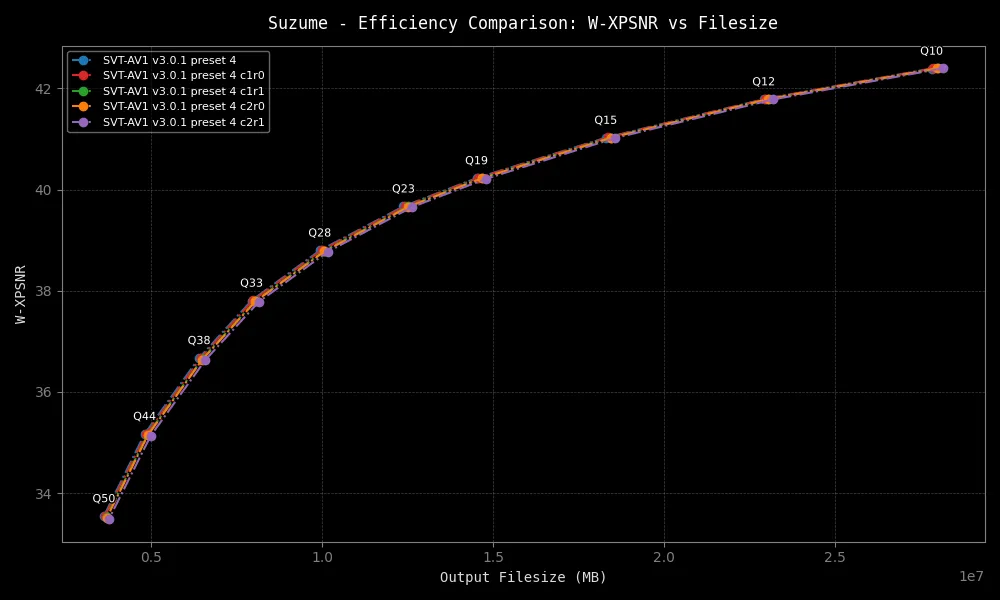 Suzume - Efficiency Comparison: W-XPSNR vs Filesize
SVT-AV1 v3.0.1 preset 4
SVT-AV1 v3.0.1 preset 4 c1r0
SVT-AV1 v3.0.1 preset 4 c1r1
SVT-AV1 v3.0.1 preset 4 c2r0
SVT-AV1 v3.0.1 preset 4 c2r1
Q10
Q12
Q15
Q19
Q23
Q28
Q33
Q38
Q44
Q50
W-XPSNR
42
40
38
36
34
0.5 1.0 1.5 2.0 2.5
1e7
Output Filesize (MB)